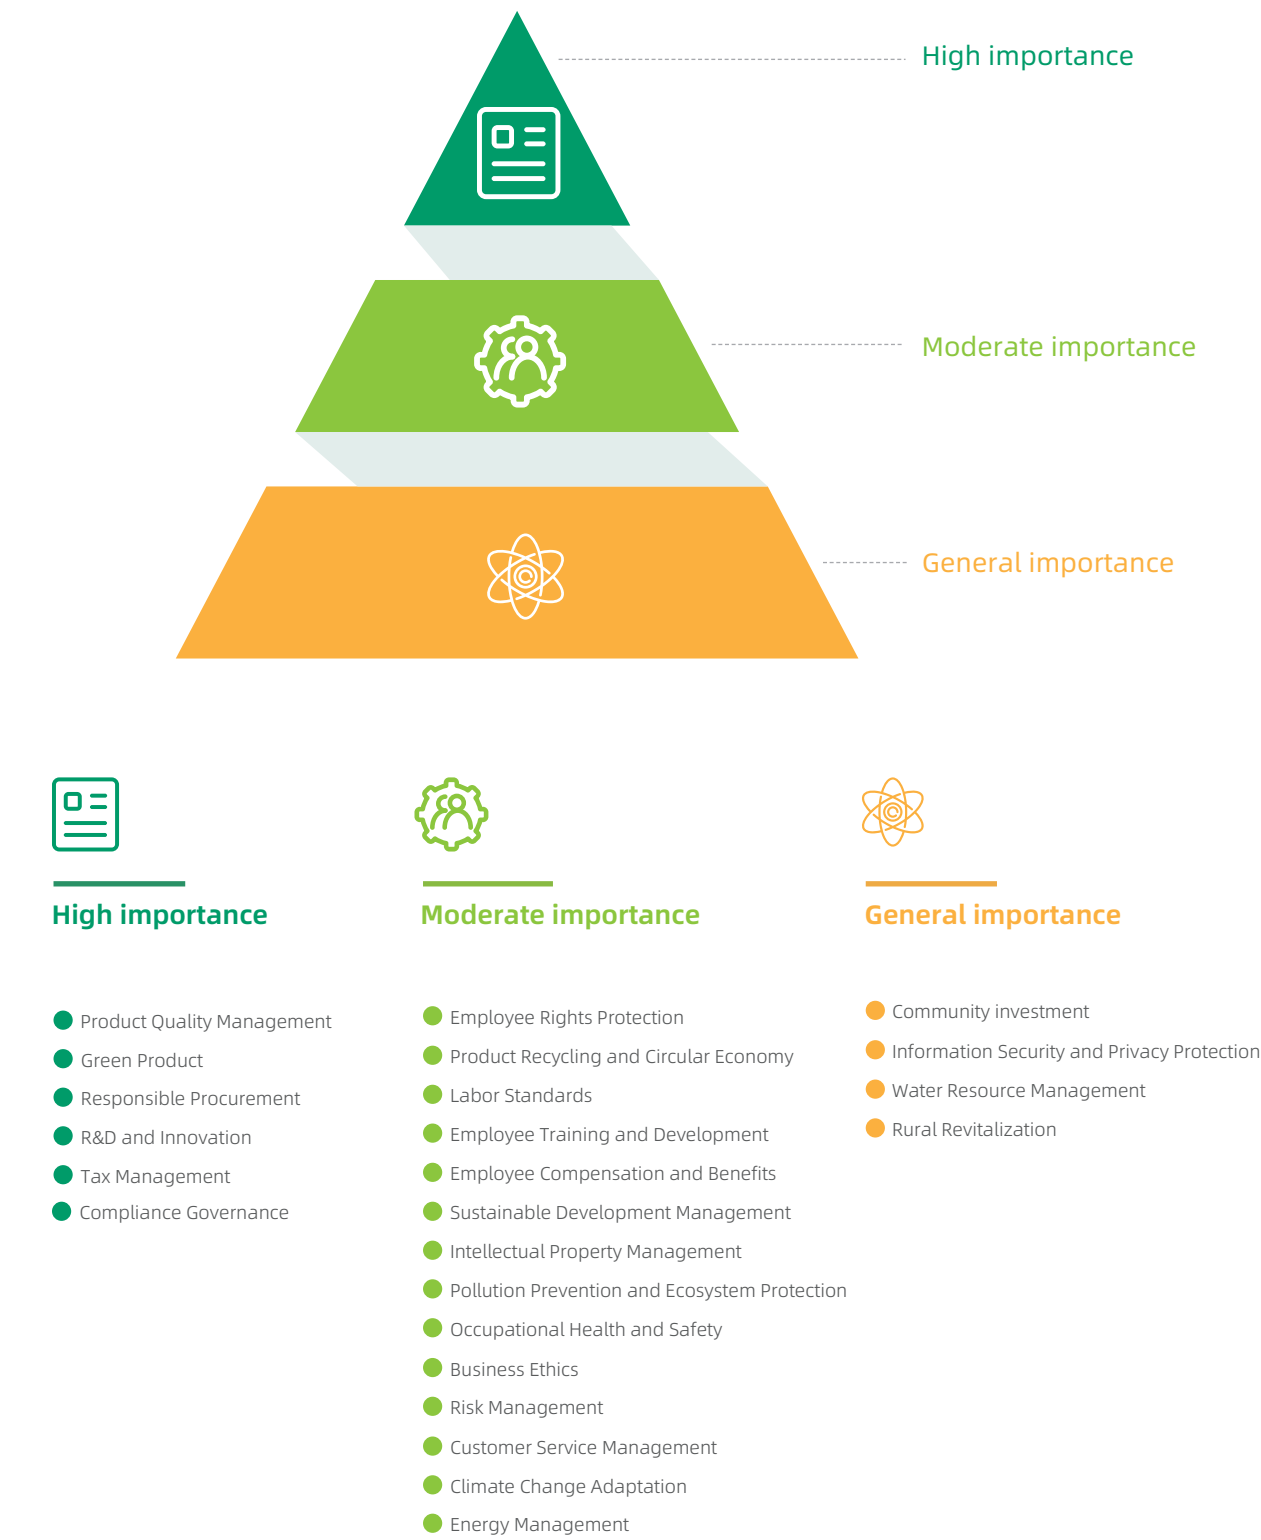 High importance
Moderate importance
General importance
High importance
Product Quality Management
Green Product
Responsible Procurement
R&D and Innovation
Tax Management
Compliance Governance
Moderate importance
Employee Rights Protection
Product Recycling and Circular Economy
Labor Standards
Employee Training and Development
Employee Compensation and Benefits
Sustainable Development Management
Intellectual Property Management
Pollution Prevention and Ecosystem Protection
Occupational Health and Safety
Business Ethics
Risk Management
Customer Service Management
Climate Change Adaptation
Energy Management
General importance
Community investment
Information Security and Privacy Protection
Water Resource Management
Rural Revitalization